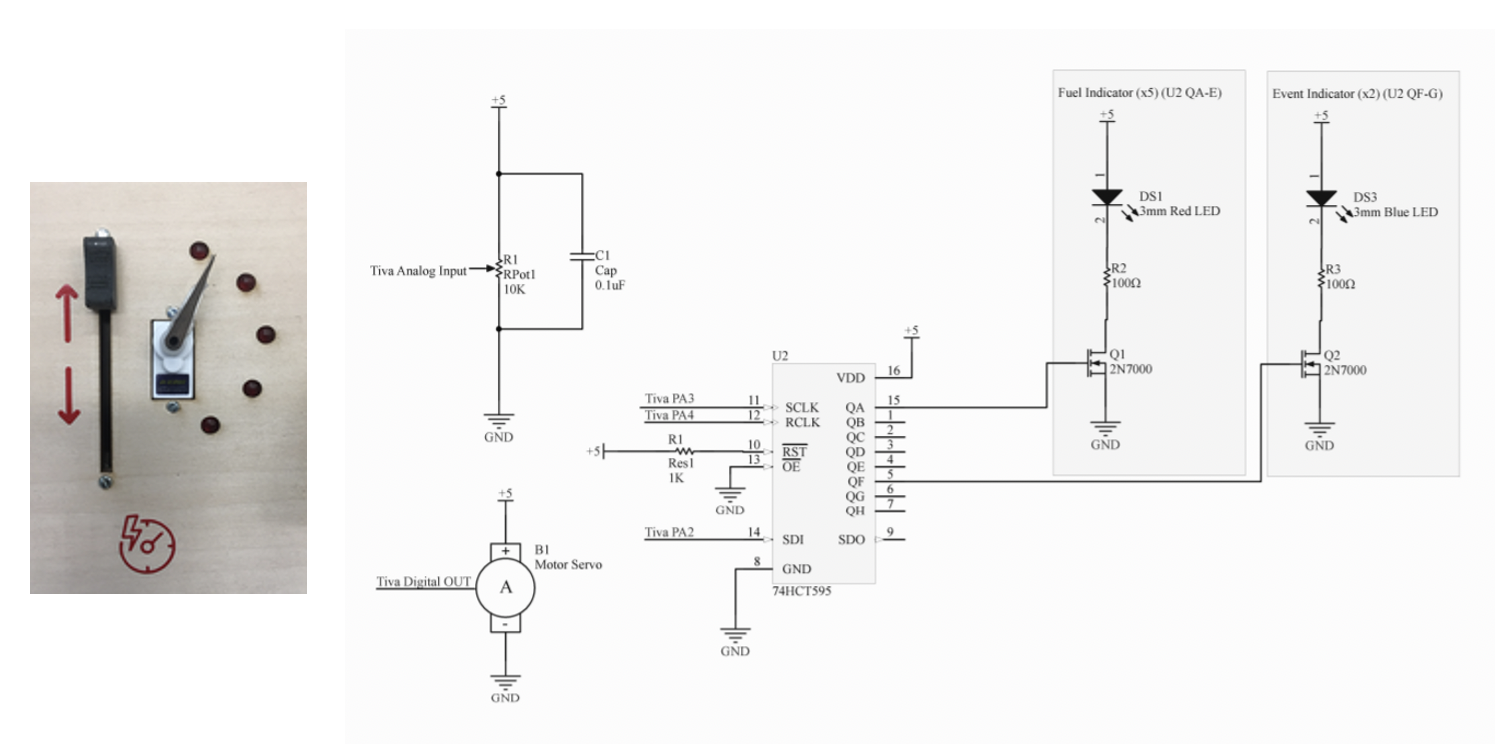 +5
Tiva Analog Input
R1
RPot1
10K
C1
Cap
0.1uF
GND
+5
B1
Motor Servo
A
+
-
Tiva Digital OUT
GND
U2
+5
VDD 16
Tiva PA3 11 SCLK
Tiva PA4 12 RCLK
+5
R1
Res1
1K
10 RST
13 OE
GND
Tiva PA2 14 SDI
8 GND
GND
QA 15
QB 1
QC 2
QD 3
QE 4
QF 5
QG 6
QH 7
SDO 9
74HCT595
Fuel Indicator (x5) (U2 QA-E)
+5
1
DS1
3mm Red LED
2
R2
100Ω
Q1
2N7000
GND
Event Indicator (x2) (U2 QF-G)
+5
1
DS3
3mm Blue LED
2
R3
100Ω
Q2
2N7000
GND